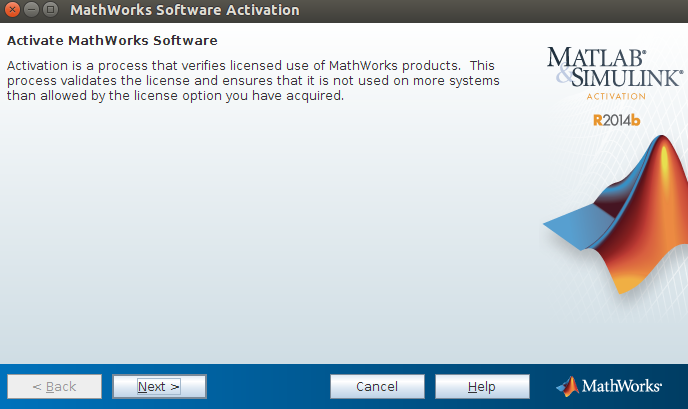 MathWorks Software Activation
Activate MathWorks Software
Activation is a process that verifies licensed use of MathWorks products. This
process validates the license and ensures that it is not used on more systems
than allowed by the license option you have acquired.
MATLAB®
&SIMULINK®
ACTIVATION
R2014b
< Back
Next >
Cancel
Help
MathWorks®